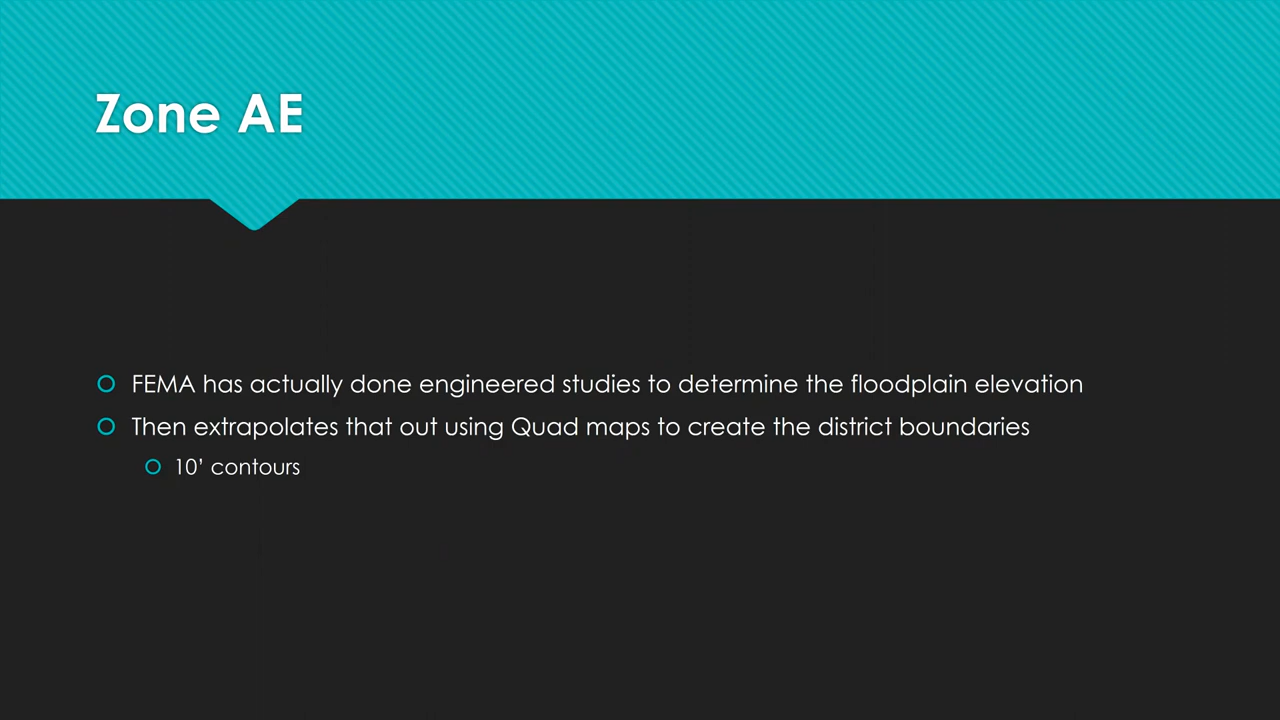 Zone AE
FEMA has actually done engineered studies to determine the floodplain elevation
Then extrapolates that out using Quad maps to create the district boundaries
10’ contours